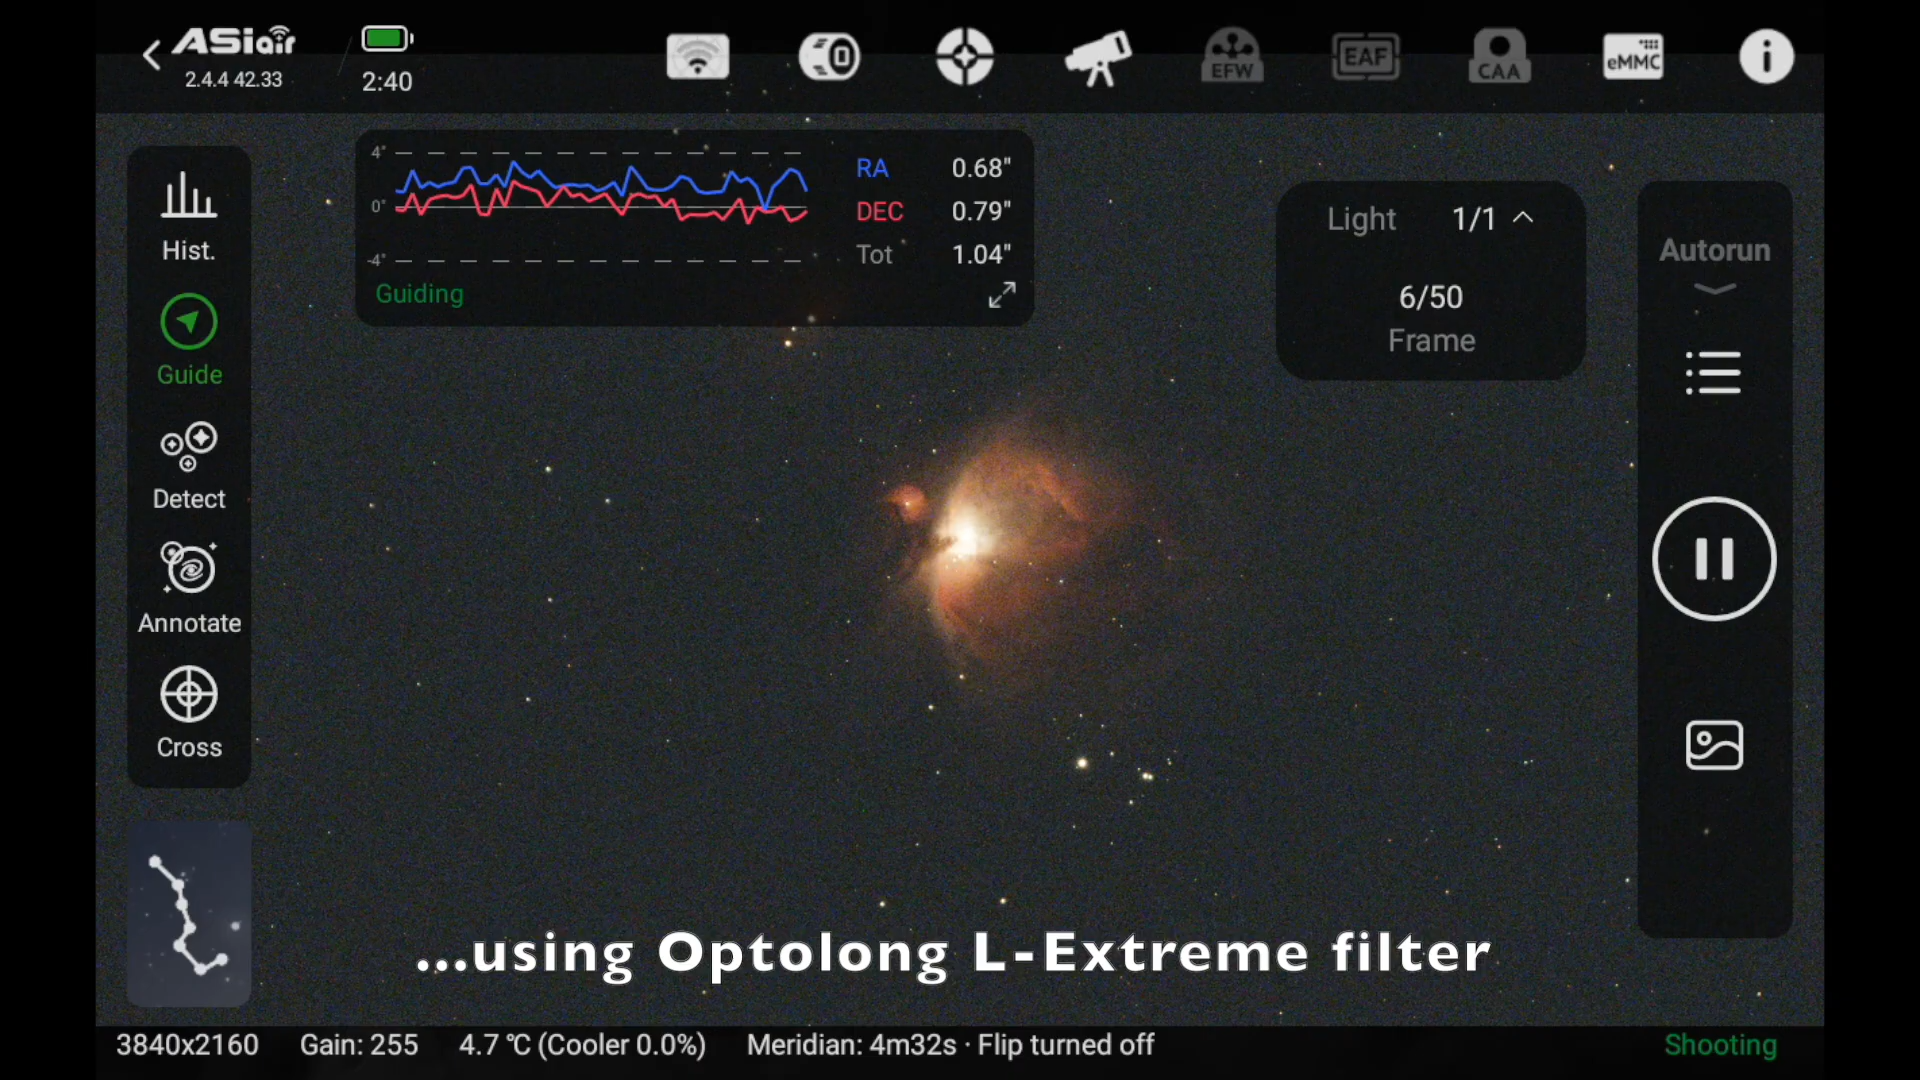 ASiair
2.4.4 42.33
2:40
EFW
EAF
CAA
eMMC
Hist.
Guide
Detect
Annotate
Cross
4"
0"
-4"
RA 0.68"
DEC 0.79"
Tot 1.04"
Guiding
Light 1/1
6/50
Frame
Autorun
...using Optolong L-Extreme filter
3840x2160 Gain: 255 4.7 ℃ (Cooler 0.0%) Meridian: 4m32s · Flip turned off Shooting